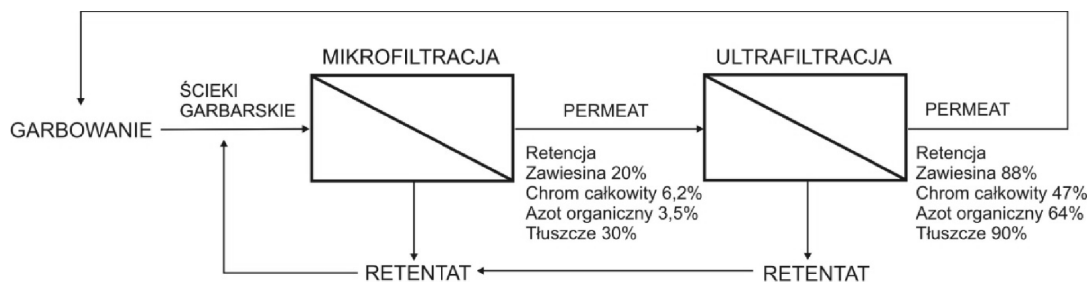 MIKROFILTRACJA
ULTRAFILTRACJA
ŚCIEKI
GARBARSKIE
PERMEAT
PERMEAT
GARBOWANIE
Retencja
Zawiesina 20%
Chrom całkowity 6,2%
Azot organiczny 3,5%
Tłuszcze 30%
Retencja
Zawiesina 88%
Chrom całkowity 47%
Azot organiczny 64%
Tłuszcze 90%
RETENTAT
RETENTAT